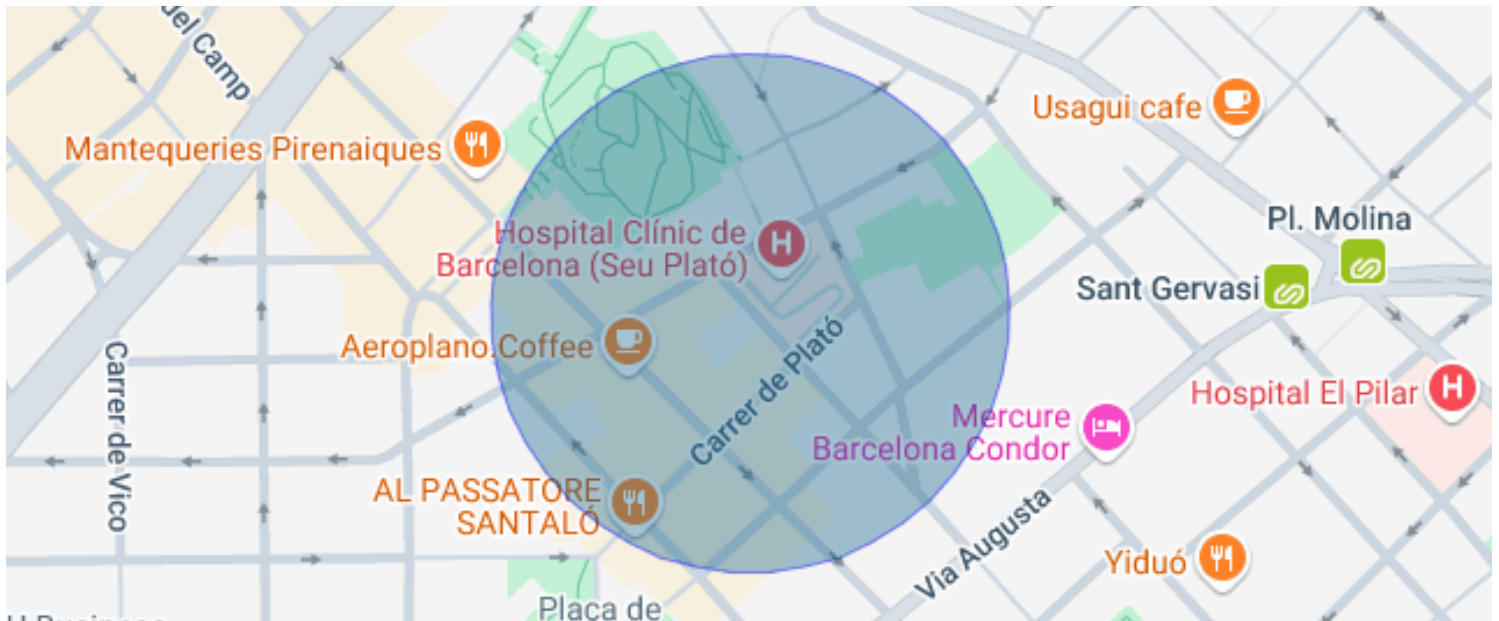 del Camp
Mantequeries Pirenaiques
Usagui cafe
Pl. Molina
Hospital Clínic de
Barcelona (Seu Plató)
Sant Gervasi
Aeroplano.Coffee
Carrer de Vico
Carrer de Plató
Hospital El Pilar
Mercure
Barcelona Condor
AL PASSATORE
SANTALÓ
Via Augusta
Yiduó
Plaça de